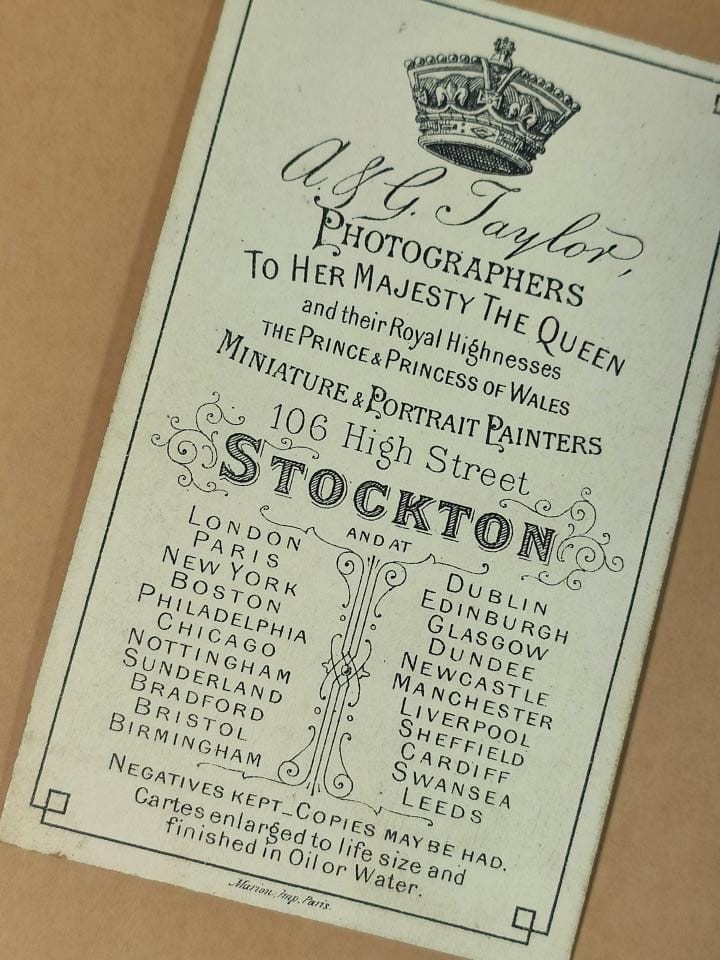 A. & G. Taylor,
PHOTOGRAPHERS
TO HER MAJESTY THE QUEEN
and their Royal Highnesses
THE PRINCE & PRINCESS OF WALES
MINIATURE & PORTRAIT PAINTERS
106 High Street
STOCKTON
AND AT
LONDON
PARIS
NEW YORK
BOSTON
PHILADELPHIA
CHICAGO
NOTTINGHAM
SUNDERLAND
BRADFORD
BRISTOL
BIRMINGHAM
DUBLIN
EDINBURGH
GLASGOW
DUNDEE
NEWCASTLE
MANCHESTER
LIVERPOOL
SHEFFIELD
CARDIFF
SWANSEA
LEEDS
NEGATIVES KEPT_COPIES MAY BE HAD.
Cartes enlarged to life size and
finished in Oil or Water.
Marion, imp. Paris.